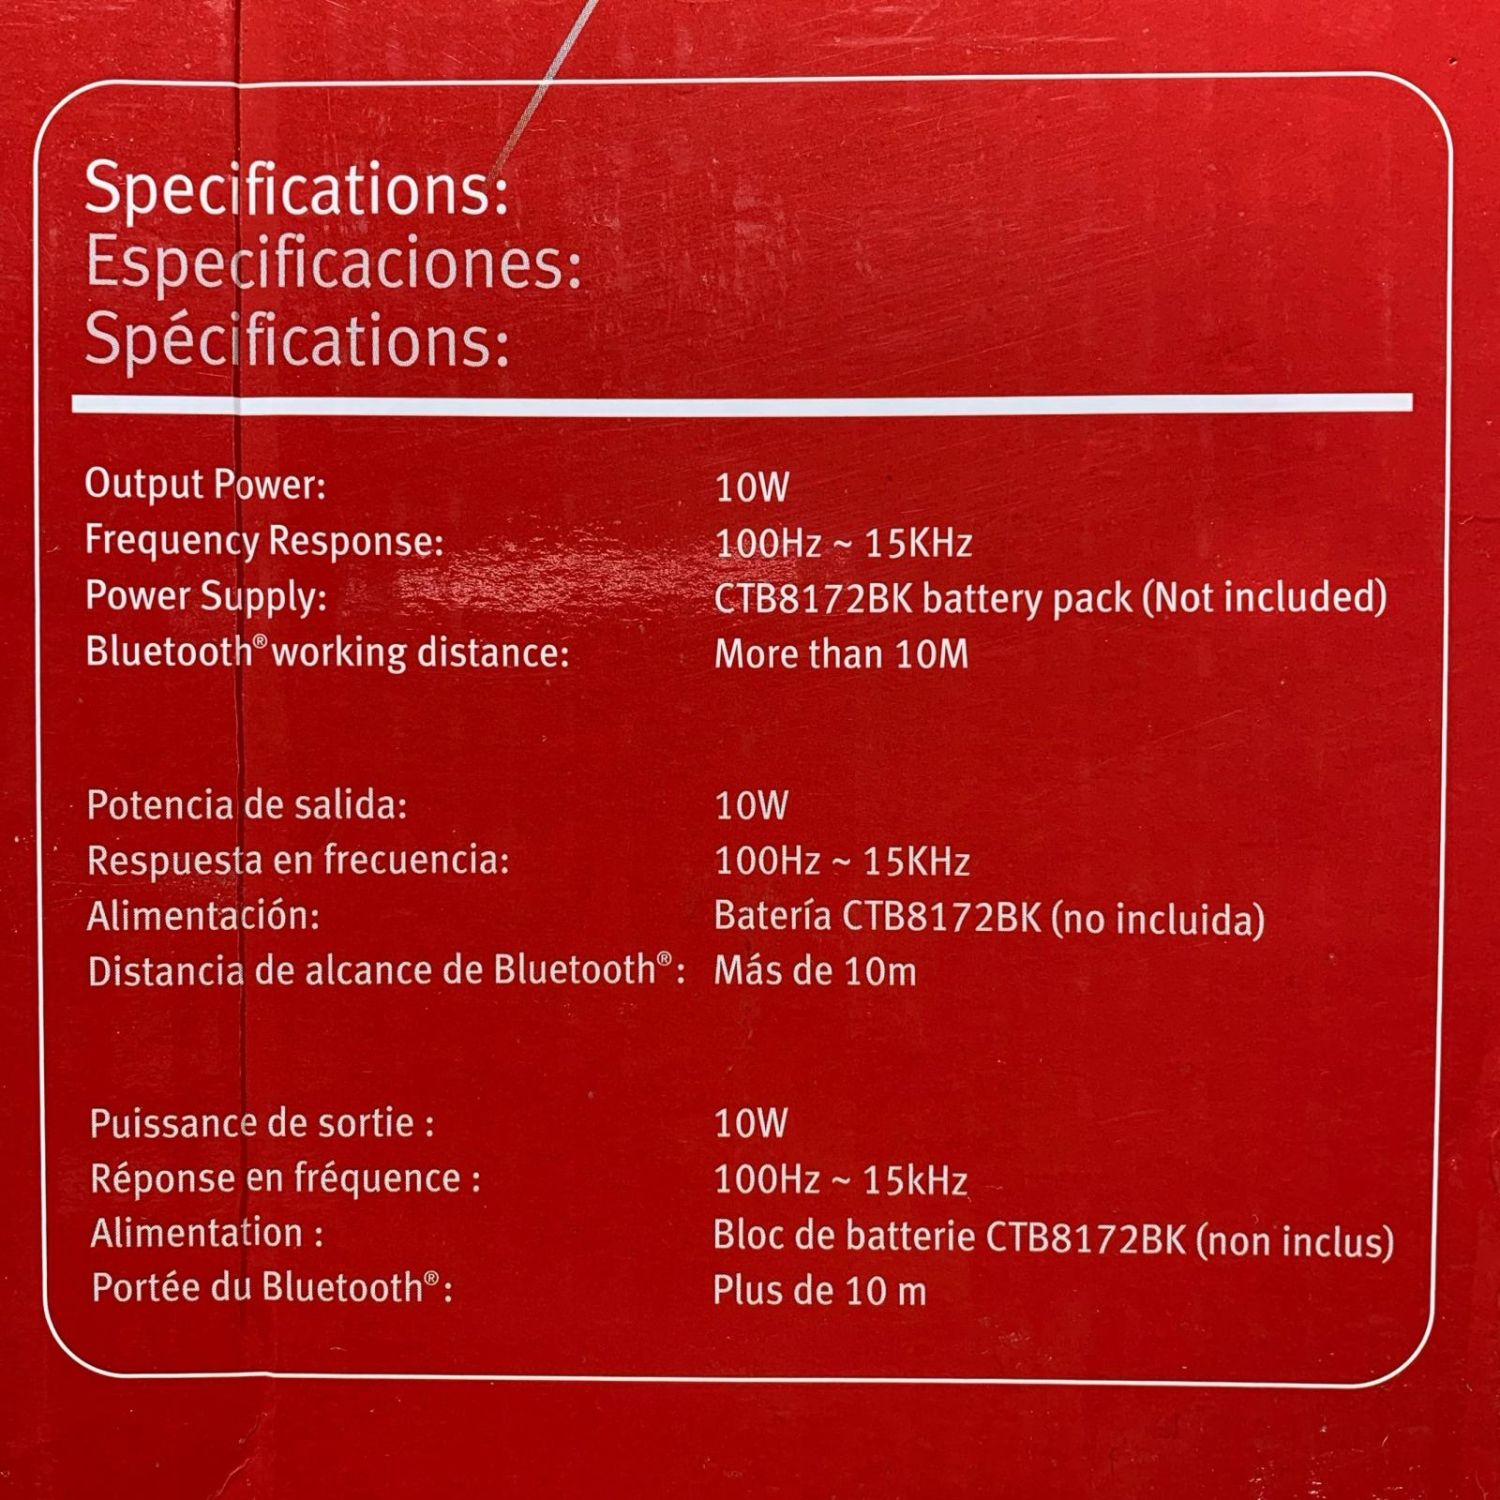 Specifications:
Especificaciones:
Spécifications:
Output Power: 10W
Frequency Response: 100Hz ~ 15KHz
Power Supply: CTB8172BK battery pack (Not included)
Bluetooth® working distance: More than 10M
Potencia de salida: 10W
Respuesta en frecuencia: 100Hz ~ 15KHz
Alimentación: Batería CTB8172BK (no incluida)
Distancia de alcance de Bluetooth®: Más de 10m
Puissance de sortie : 10W
Réponse en fréquence : 100Hz ~ 15kHz
Alimentation : Bloc de batterie CTB8172BK (non inclus)
Portée du Bluetooth®: Plus de 10 m